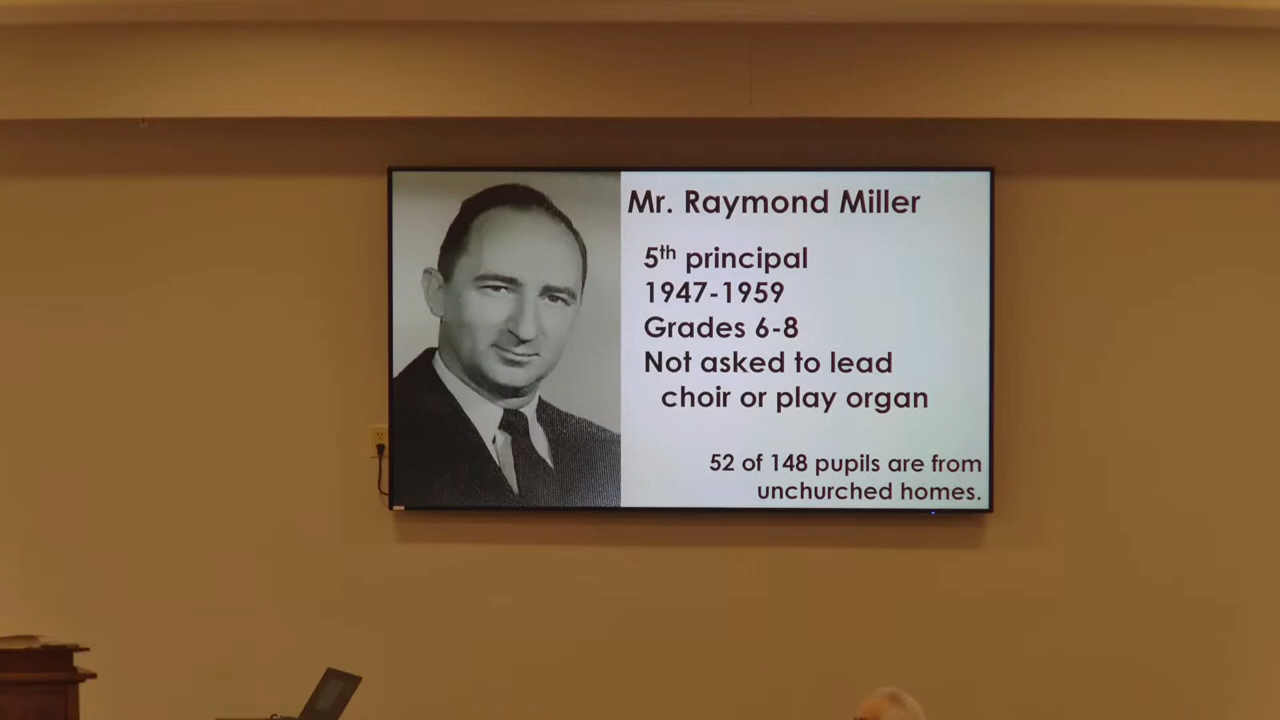 Mr. Raymond Miller
5th principal
1947-1959
Grades 6-8
Not asked to lead
choir or play organ
52 of 148 pupils are from
unchurched homes.